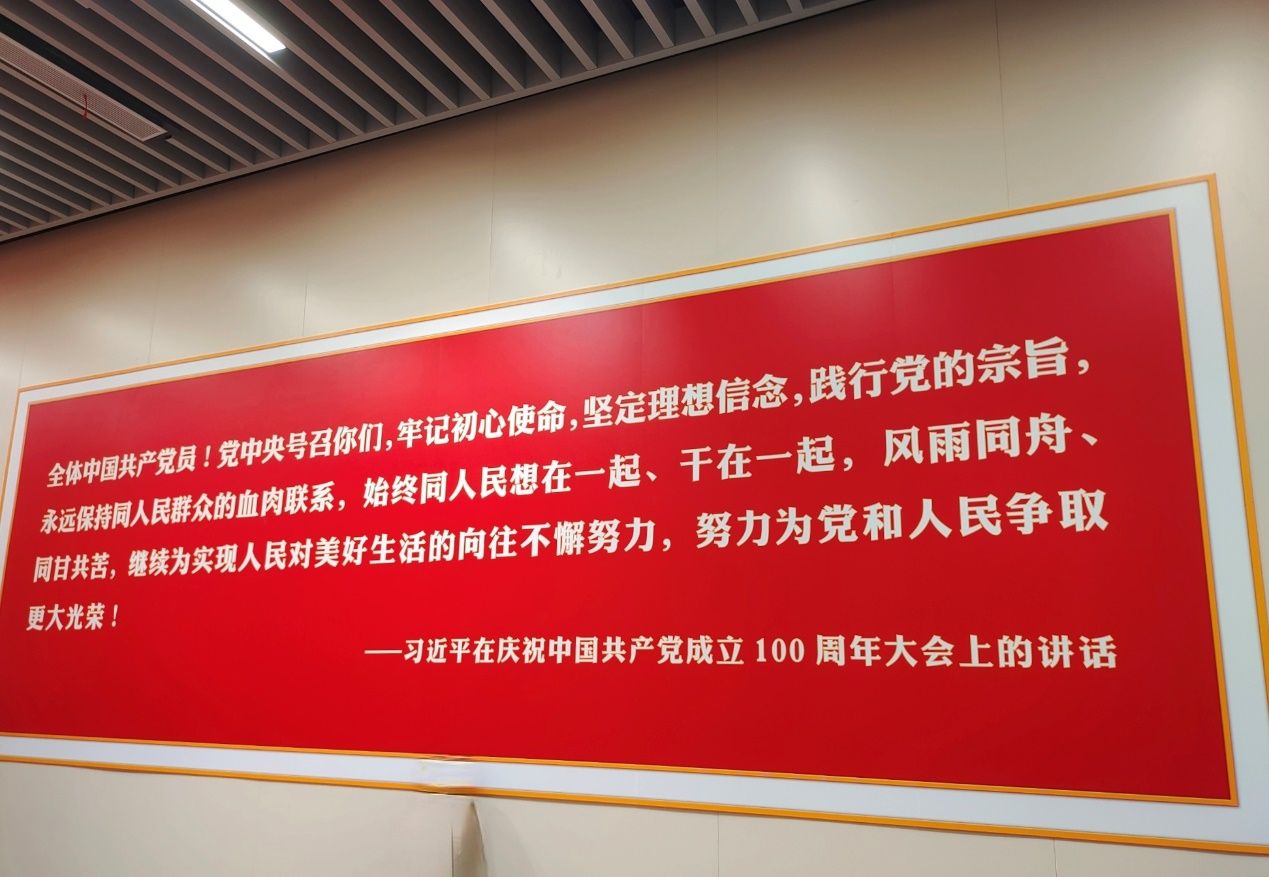 全体中国共产党员！党中央号召你们，牢记初心使命，坚定理想信念，践行党的宗旨，
永远保持同人民群众的血肉联系，始终同人民想在一起、干在一起，风雨同舟、
同甘共苦，继续为实现人民对美好生活的向往不懈努力，努力为党和人民争取
更大光荣！
——习近平在庆祝中国共产党成立 100 周年大会上的讲话